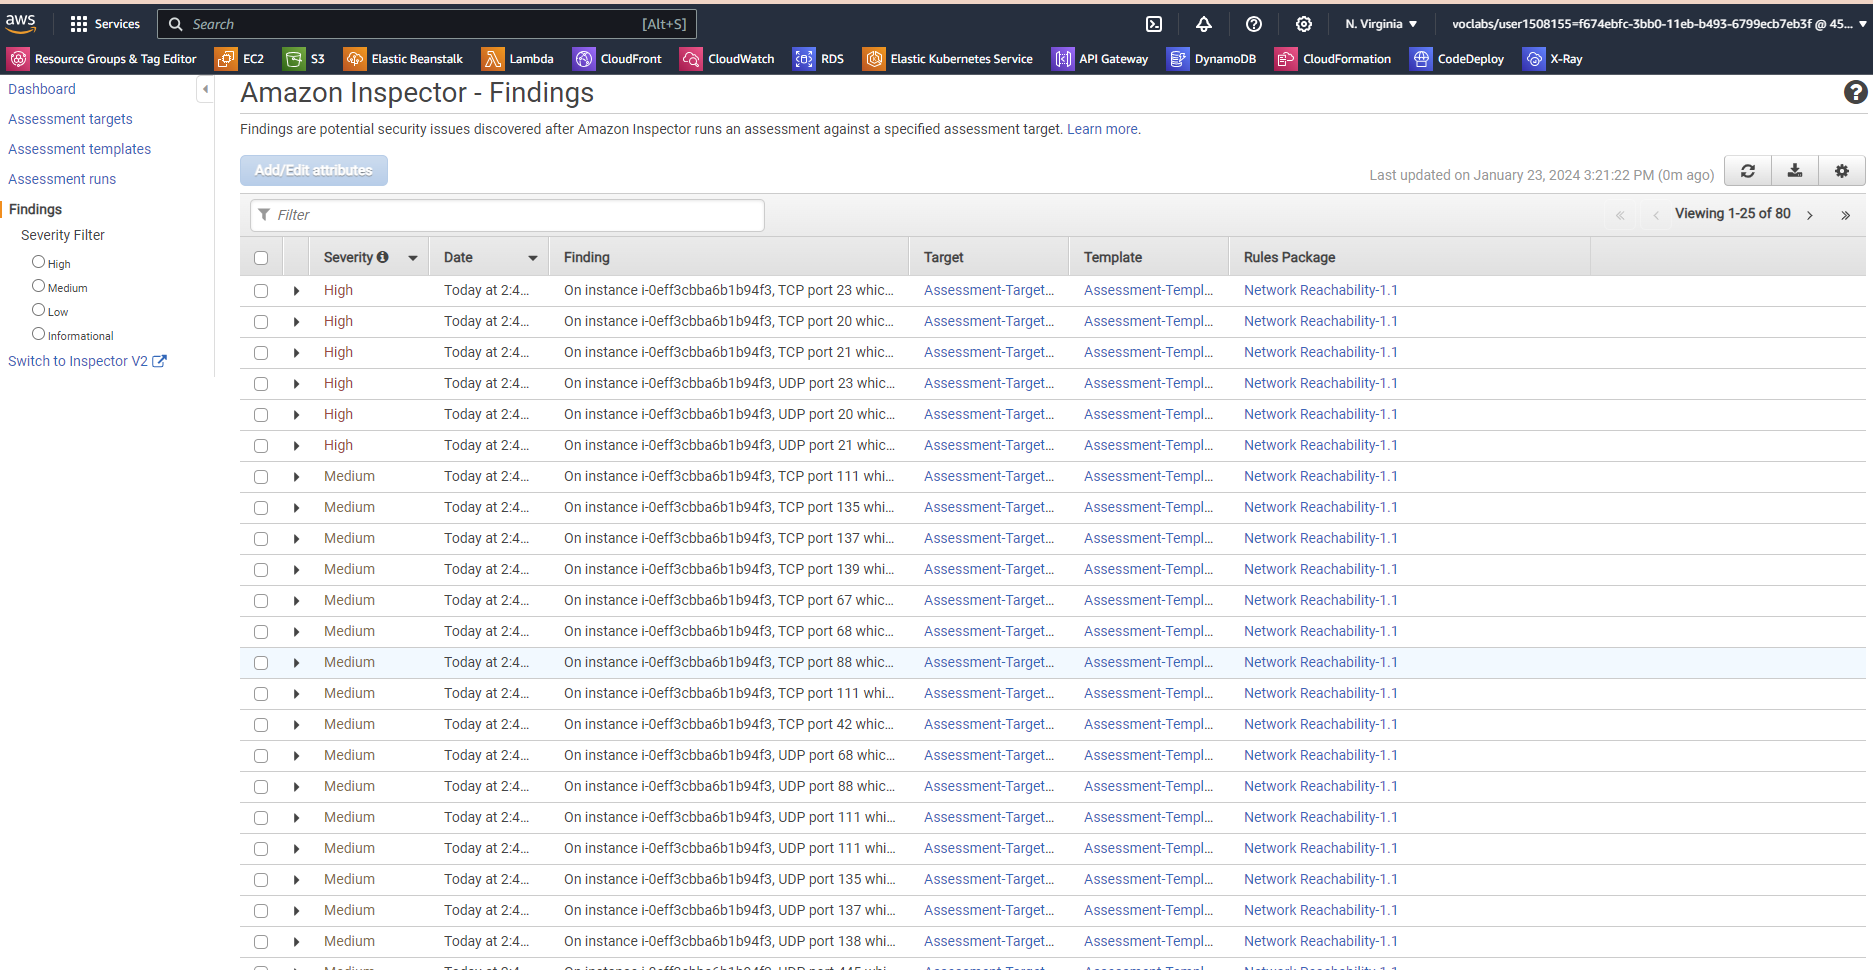 aws Services Search [Alt+S] N. Virginia voclabs/user1508155=f674ebfc-3bb0-11eb-b493-6799ecb7eb3f @ 45...
Resource Groups & Tag Editor EC2 S3 Elastic Beanstalk Lambda CloudFront CloudWatch RDS Elastic Kubernetes Service API Gateway DynamoDB CloudFormation CodeDeploy X-Ray
Dashboard
Assessment targets
Assessment templates
Assessment runs
Findings
Severity Filter
High
Medium
Low
Informational
Switch to Inspector V2
Amazon Inspector - Findings
Findings are potential security issues discovered after Amazon Inspector runs an assessment against a specified assessment target. Learn more.
Add/Edit attributes
Last updated on January 23, 2024 3:21:22 PM (0m ago)
Filter
« ‹ Viewing 1-25 of 80 › »
Severity Date Finding Target Template Rules Package
High Today at 2:4... On instance i-0eff3cbba6b1b94f3, TCP port 23 whic... Assessment-Target... Assessment-Templ... Network Reachability-1.1
High Today at 2:4... On instance i-0eff3cbba6b1b94f3, TCP port 20 whic... Assessment-Target... Assessment-Templ... Network Reachability-1.1
High Today at 2:4... On instance i-0eff3cbba6b1b94f3, TCP port 21 whic... Assessment-Target... Assessment-Templ... Network Reachability-1.1
High Today at 2:4... On instance i-0eff3cbba6b1b94f3, UDP port 23 whic... Assessment-Target... Assessment-Templ... Network Reachability-1.1
High Today at 2:4... On instance i-0eff3cbba6b1b94f3, UDP port 20 whic... Assessment-Target... Assessment-Templ... Network Reachability-1.1
High Today at 2:4... On instance i-0eff3cbba6b1b94f3, UDP port 21 whic... Assessment-Target... Assessment-Templ... Network Reachability-1.1
Medium Today at 2:4... On instance i-0eff3cbba6b1b94f3, TCP port 111 whi... Assessment-Target... Assessment-Templ... Network Reachability-1.1
Medium Today at 2:4... On instance i-0eff3cbba6b1b94f3, TCP port 135 whi... Assessment-Target... Assessment-Templ... Network Reachability-1.1
Medium Today at 2:4... On instance i-0eff3cbba6b1b94f3, TCP port 137 whi... Assessment-Target... Assessment-Templ... Network Reachability-1.1
Medium Today at 2:4... On instance i-0eff3cbba6b1b94f3, TCP port 139 whi... Assessment-Target... Assessment-Templ... Network Reachability-1.1
Medium Today at 2:4... On instance i-0eff3cbba6b1b94f3, TCP port 67 whic... Assessment-Target... Assessment-Templ... Network Reachability-1.1
Medium Today at 2:4... On instance i-0eff3cbba6b1b94f3, TCP port 68 whic... Assessment-Target... Assessment-Templ... Network Reachability-1.1
Medium Today at 2:4... On instance i-0eff3cbba6b1b94f3, TCP port 88 whic... Assessment-Target... Assessment-Templ... Network Reachability-1.1
Medium Today at 2:4... On instance i-0eff3cbba6b1b94f3, TCP port 111 whi... Assessment-Target... Assessment-Templ... Network Reachability-1.1
Medium Today at 2:4... On instance i-0eff3cbba6b1b94f3, TCP port 42 whic... Assessment-Target... Assessment-Templ... Network Reachability-1.1
Medium Today at 2:4... On instance i-0eff3cbba6b1b94f3, UDP port 68 whic... Assessment-Target... Assessment-Templ... Network Reachability-1.1
Medium Today at 2:4... On instance i-0eff3cbba6b1b94f3, UDP port 88 whic... Assessment-Target... Assessment-Templ... Network Reachability-1.1
Medium Today at 2:4... On instance i-0eff3cbba6b1b94f3, UDP port 111 whi... Assessment-Target... Assessment-Templ... Network Reachability-1.1
Medium Today at 2:4... On instance i-0eff3cbba6b1b94f3, UDP port 111 whi... Assessment-Target... Assessment-Templ... Network Reachability-1.1
Medium Today at 2:4... On instance i-0eff3cbba6b1b94f3, UDP port 135 whi... Assessment-Target... Assessment-Templ... Network Reachability-1.1
Medium Today at 2:4... On instance i-0eff3cbba6b1b94f3, UDP port 137 whi... Assessment-Target... Assessment-Templ... Network Reachability-1.1
Medium Today at 2:4... On instance i-0eff3cbba6b1b94f3, UDP port 138 whi... Assessment-Target... Assessment-Templ... Network Reachability-1.1